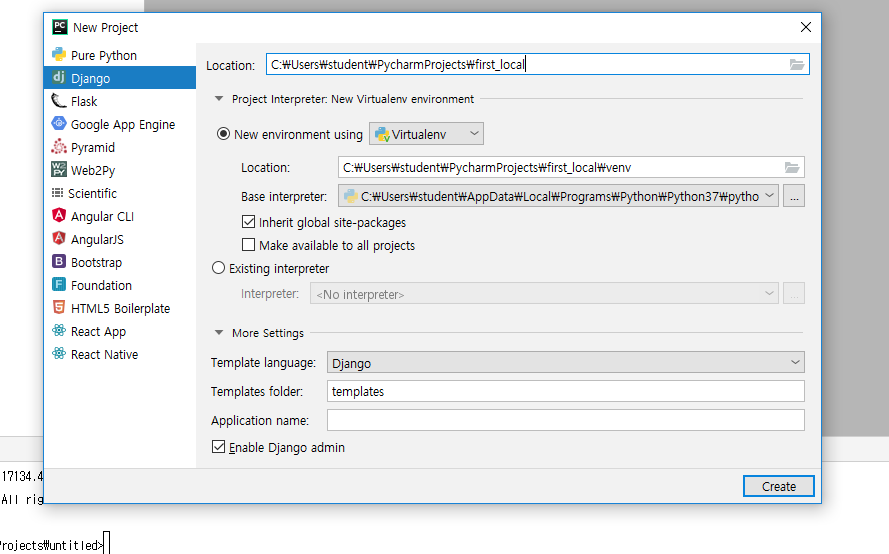 PC New Project
Pure Python
dj Django
Flask
Google App Engine
Pyramid
W2PY Web2Py
Scientific
Angular CLI
AngularJS
B Bootstrap
F Foundation
HTML5 Boilerplate
React App
React Native
Location: C:₩Users₩student₩PycharmProjects₩first_local
Project Interpreter: New Virtualenv environment
New environment using Virtualenv
Location: C:₩Users₩student₩PycharmProjects₩first_local₩venv
Base interpreter: C:₩Users₩student₩AppData₩Local₩Programs₩Python₩Python37₩pytho ...
Inherit global site-packages
Make available to all projects
Existing interpreter
Interpreter: <No interpreter> ...
More Settings
Template language: Django
Templates folder: templates
Application name:
Enable Django admin
Create
17134.4
All rig
rojects₩untitled>